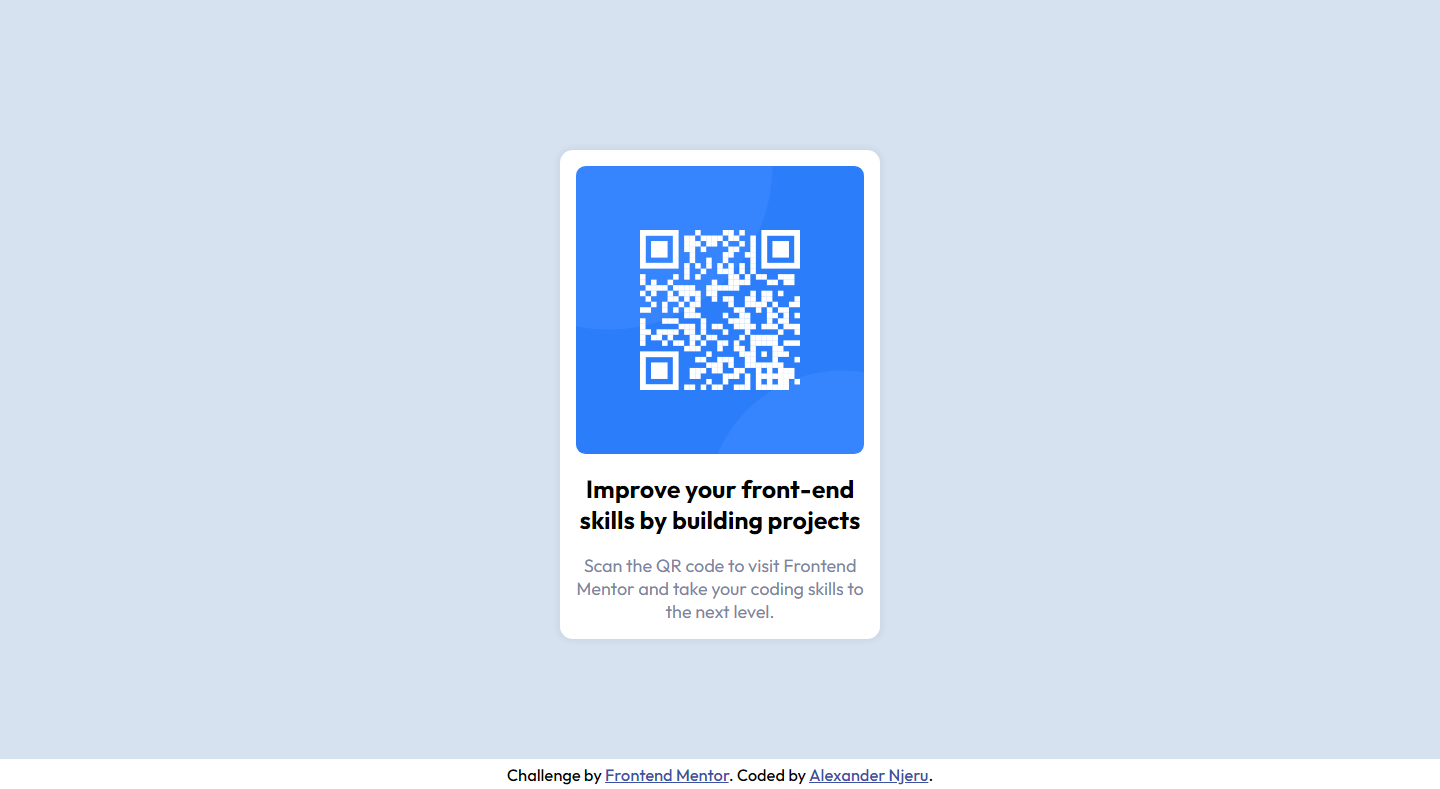 Improve your front-end
skills by building projects
Scan the QR code to visit Frontend
Mentor and take your coding skills to
the next level.
Challenge by Frontend Mentor. Coded by Alexander Njeru.